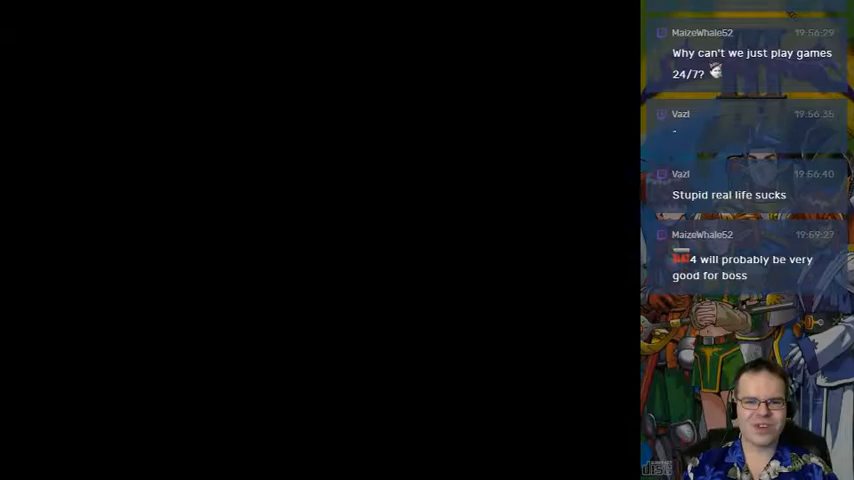 MaizeWhale52 19:56:29
Why can't we just play games
24/7?
Vazl 19:56:35
-
Vazl 19:56:40
Stupid real life sucks
MaizeWhale52 19:59:27
4 will probably be very
good for boss